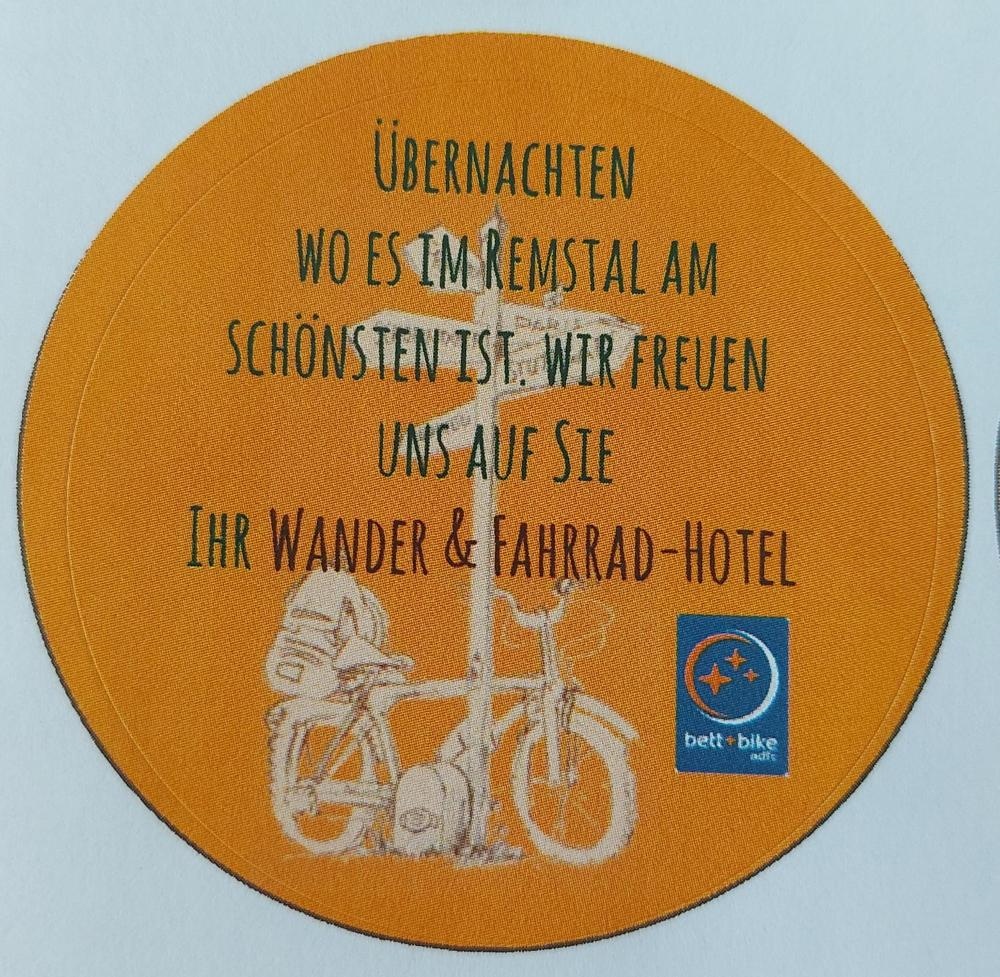 Übernachten
wo es im Remstal am
schönsten ist. Wir freuen
uns auf Sie
Ihr Wander & Fahrrad-Hotel
bett+bike
adfc